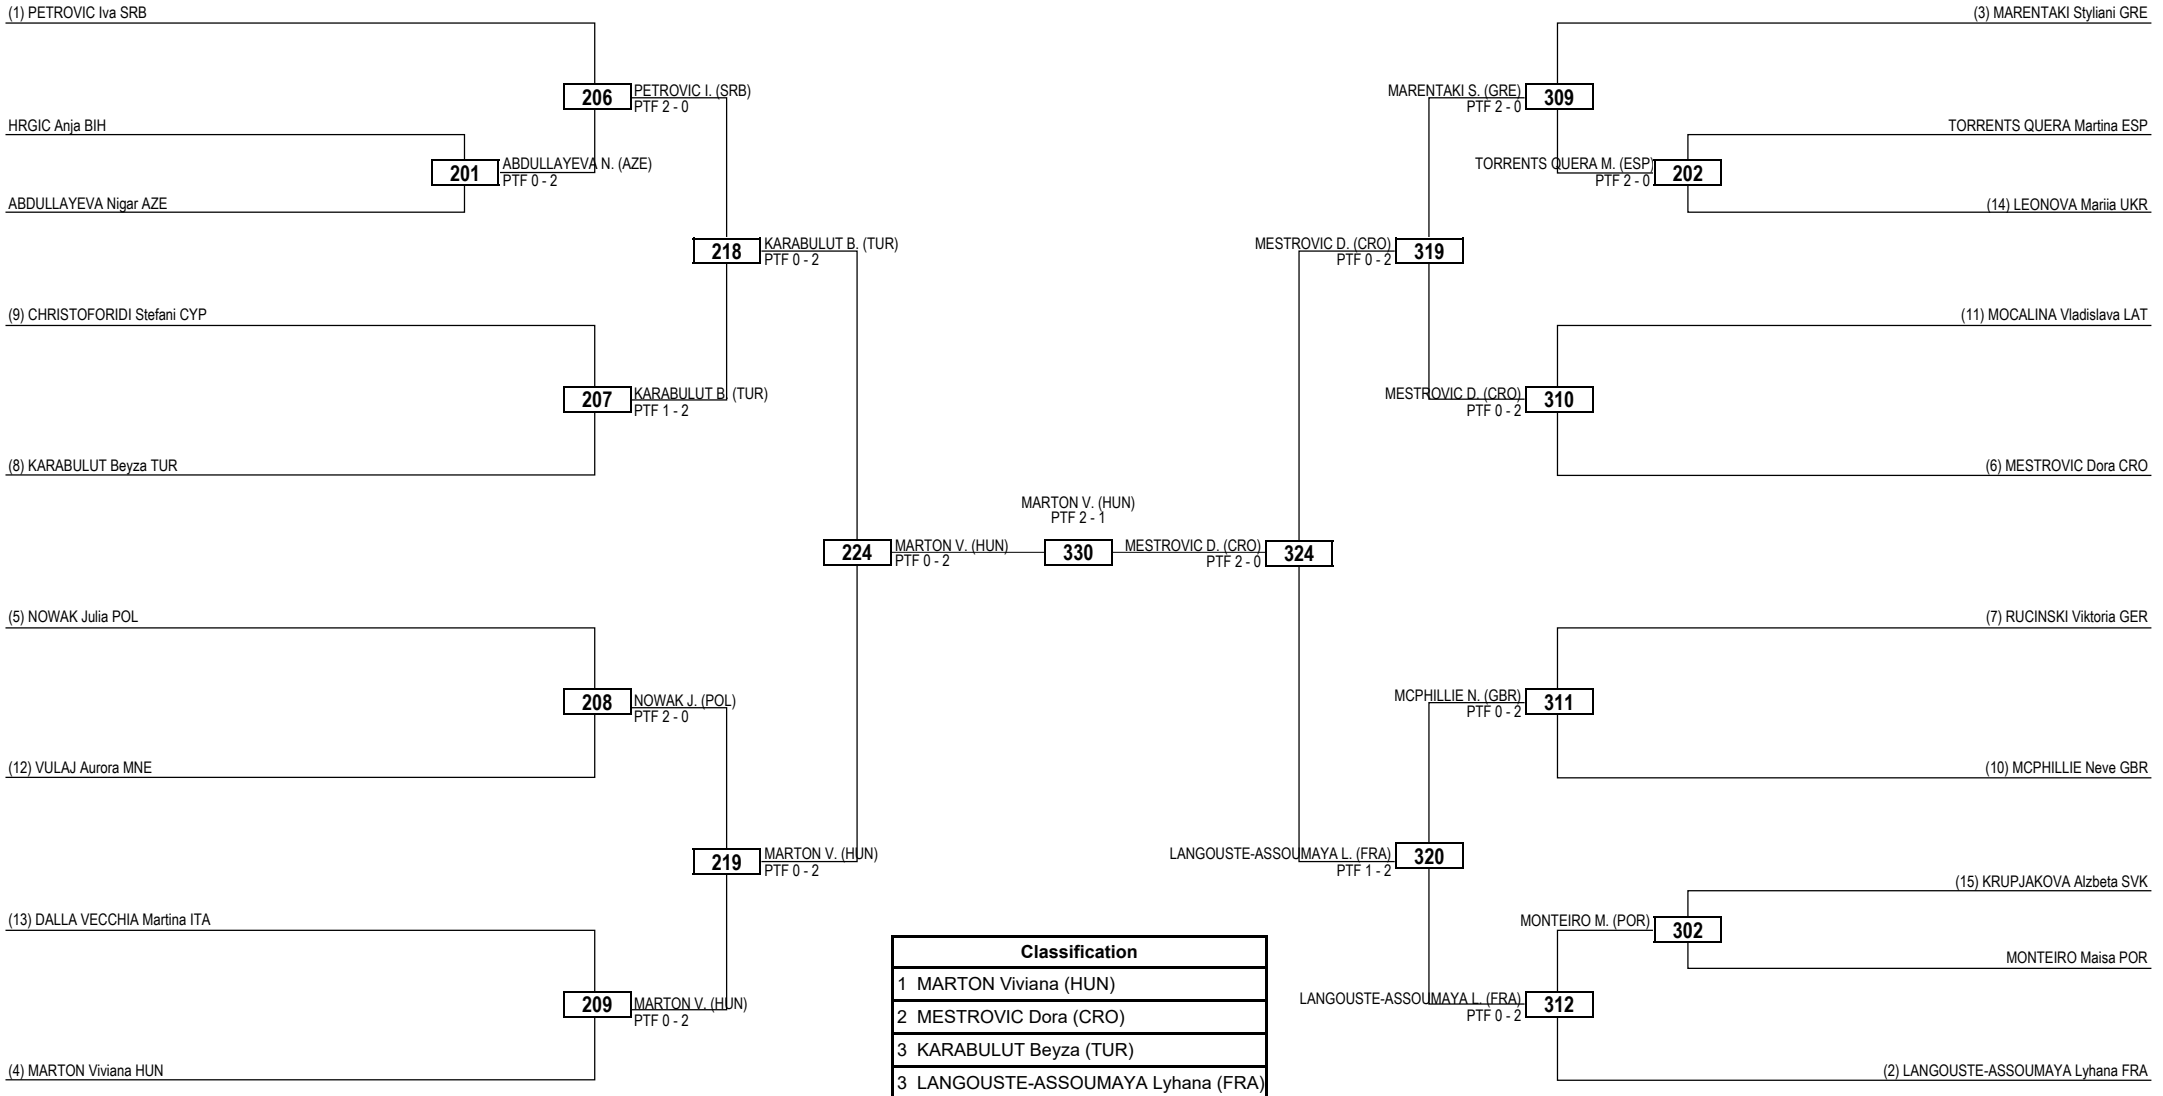 (1) PETROVIC Iva SRB
(3) MARENTAKI Styliani GRE
206
PETROVIC I. (SRB)
PTF 2 - 0
MARENTAKI S. (GRE)
PTF 2 - 0
309
HRGIC Anja BIH
TORRENTS QUERA Martina ESP
201
ABDULLAYEVA N. (AZE)
PTF 0 - 2
TORRENTS QUERA M. (ESP)
PTF 2 - 0
202
ABDULLAYEVA Nigar AZE
(14) LEONOVA Mariia UKR
218
KARABULUT B. (TUR)
PTF 0 - 2
MESTROVIC D. (CRO)
PTF 0 - 2
319
(9) CHRISTOFORIDI Stefani CYP
(11) MOCALINA Vladislava LAT
207
KARABULUT B. (TUR)
PTF 1 - 2
MESTROVIC D. (CRO)
PTF 0 - 2
310
(8) KARABULUT Beyza TUR
(6) MESTROVIC Dora CRO
MARTON V. (HUN)
PTF 2 - 1
224
MARTON V. (HUN)
PTF 0 - 2
330
MESTROVIC D. (CRO)
PTF 2 - 0
324
(5) NOWAK Julia POL
(7) RUCINSKI Viktoria GER
208
NOWAK J. (POL)
PTF 2 - 0
MCPHILLIE N. (GBR)
PTF 0 - 2
311
(12) VULAJ Aurora MNE
(10) MCPHILLIE Neve GBR
219
MARTON V. (HUN)
PTF 0 - 2
LANGOUSTE-ASSOUMAYA L. (FRA)
PTF 1 - 2
320
(15) KRUPJAKOVA Alzbeta SVK
(13) DALLA VECCHIA Martina ITA
MONTEIRO M. (POR)
302
MONTEIRO Maisa POR
209
MARTON V. (HUN)
PTF 0 - 2
LANGOUSTE-ASSOUMAYA L. (FRA)
PTF 0 - 2
312
(4) MARTON Viviana HUN
(2) LANGOUSTE-ASSOUMAYA Lyhana FRA
Classification
1 MARTON Viviana (HUN)
2 MESTROVIC Dora (CRO)
3 KARABULUT Beyza (TUR)
3 LANGOUSTE-ASSOUMAYA Lyhana (FRA)